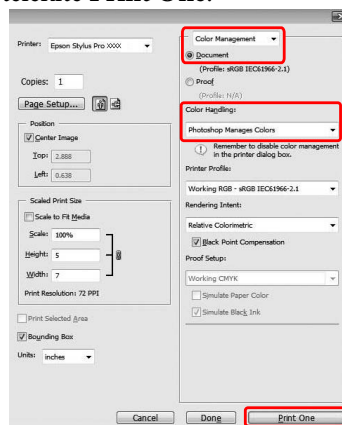 Printer: Epson Stylus Pro XXXX
Copies: 1
Page Setup...
Position
Center Image
Top: 2.888
Left: 0.638
Scaled Print Size
Scale to Fit Media
Scale: 100%
Height: 5
Width: 7
Print Resolution: 72 PPI
Print Selected Area
Bounding Box
Units: inches
Color Management
Document
(Profile: sRGB IEC61966-2.1)
Proof
(Profile: N/A)
Color Handling:
Photoshop Manages Colors
Remember to disable color management
in the printer dialog box.
Printer Profile:
Working RGB - sRGB IEC61966-2.1
Rendering Intent:
Relative Colorimetric
Black Point Compensation
Proof Setup:
Working CMYK
Simulate Paper Color
Simulate Black Ink
Cancel
Done
Print One